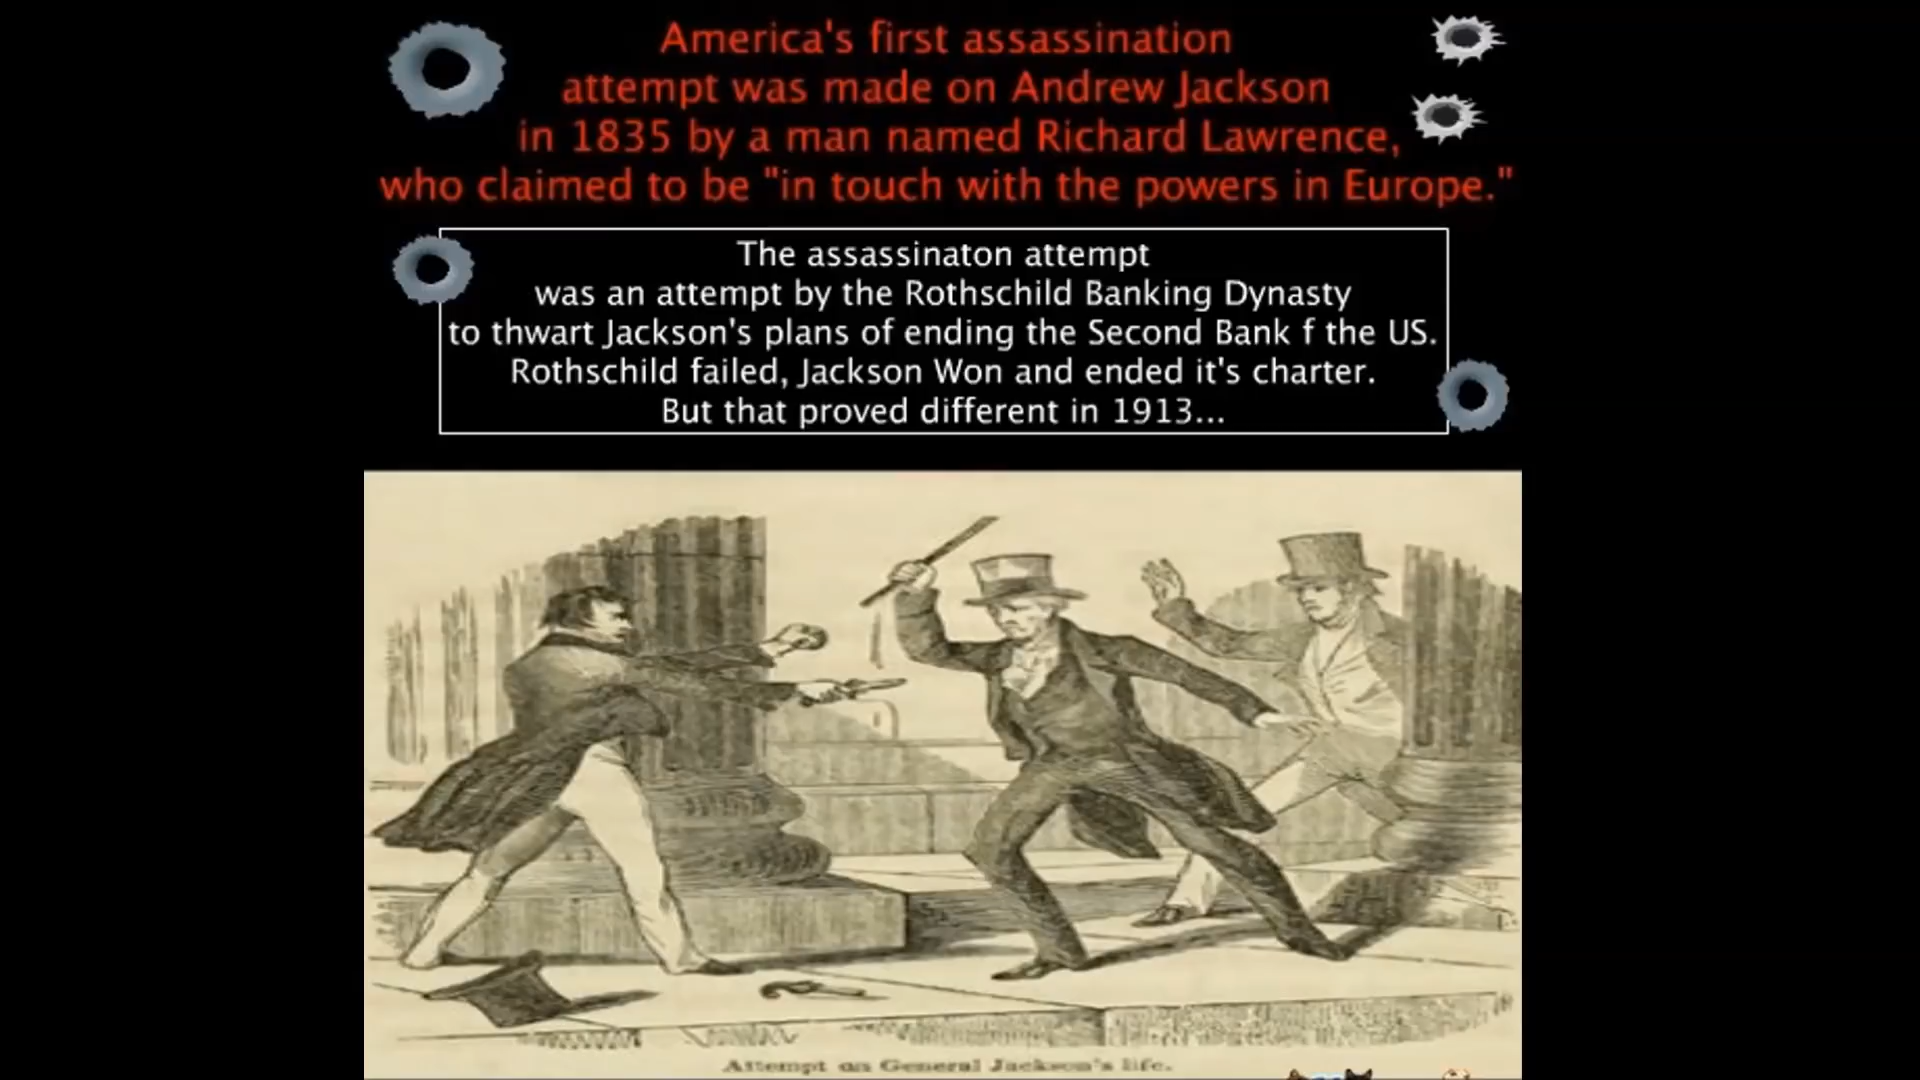 America's first assassination
attempt was made on Andrew Jackson
in 1835 by a man named Richard Lawrence,
who claimed to be "in touch with the powers in Europe."
The assassinaton attempt
was an attempt by the Rothschild Banking Dynasty
to thwart Jackson's plans of ending the Second Bank f the US.
Rothschild failed, Jackson Won and ended it's charter.
But that proved different in 1913...
Attempt on General Jackson's life.